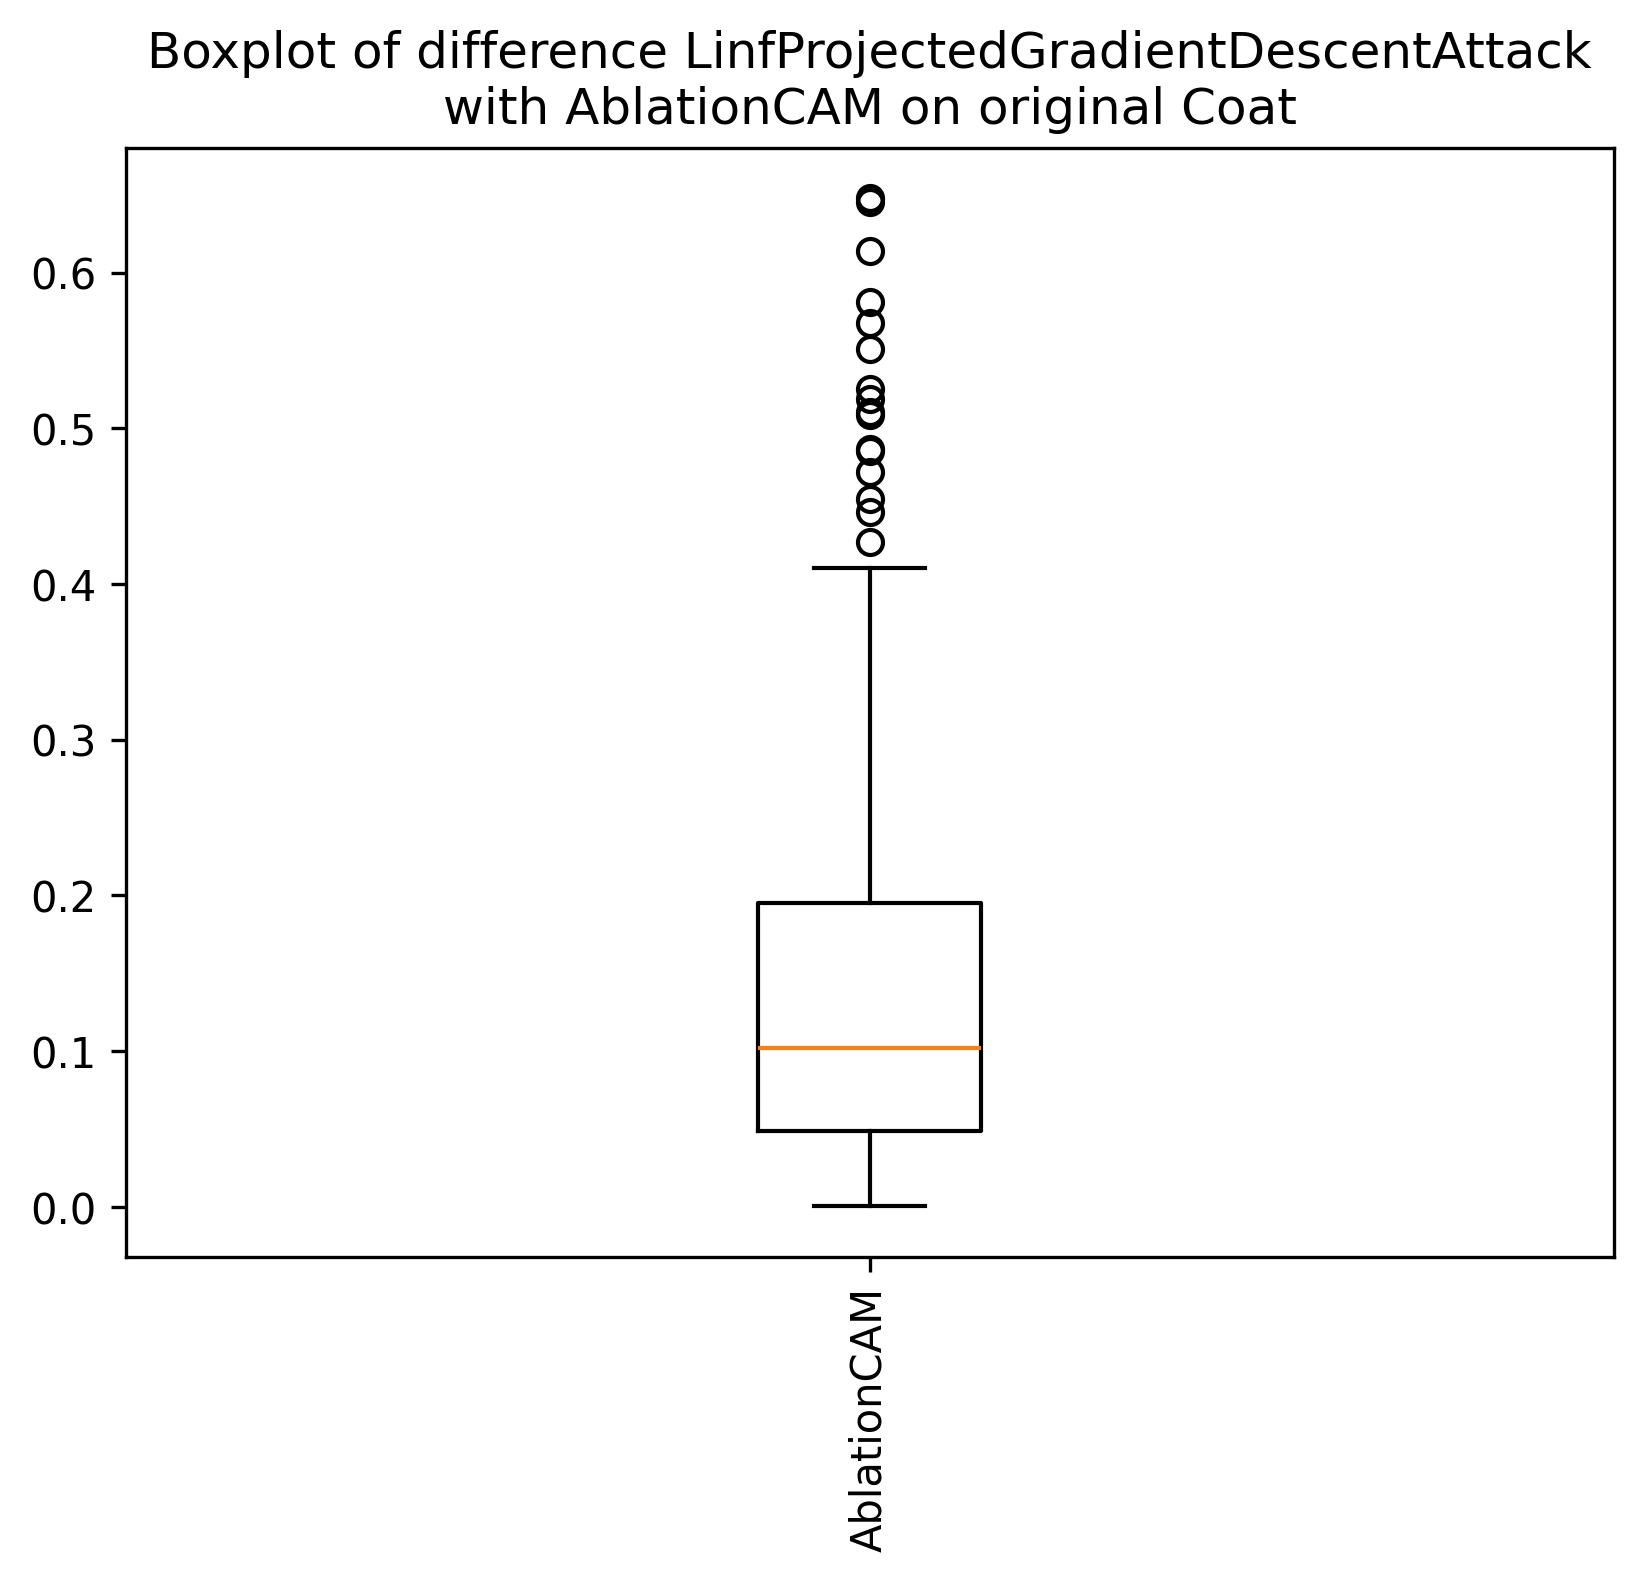 Boxplot of difference LinfProjectedGradientDescentAttack
with AblationCAM on original Coat
0.6
0.5
0.4
0.3
0.2
0.1
0.0
AblationCAM